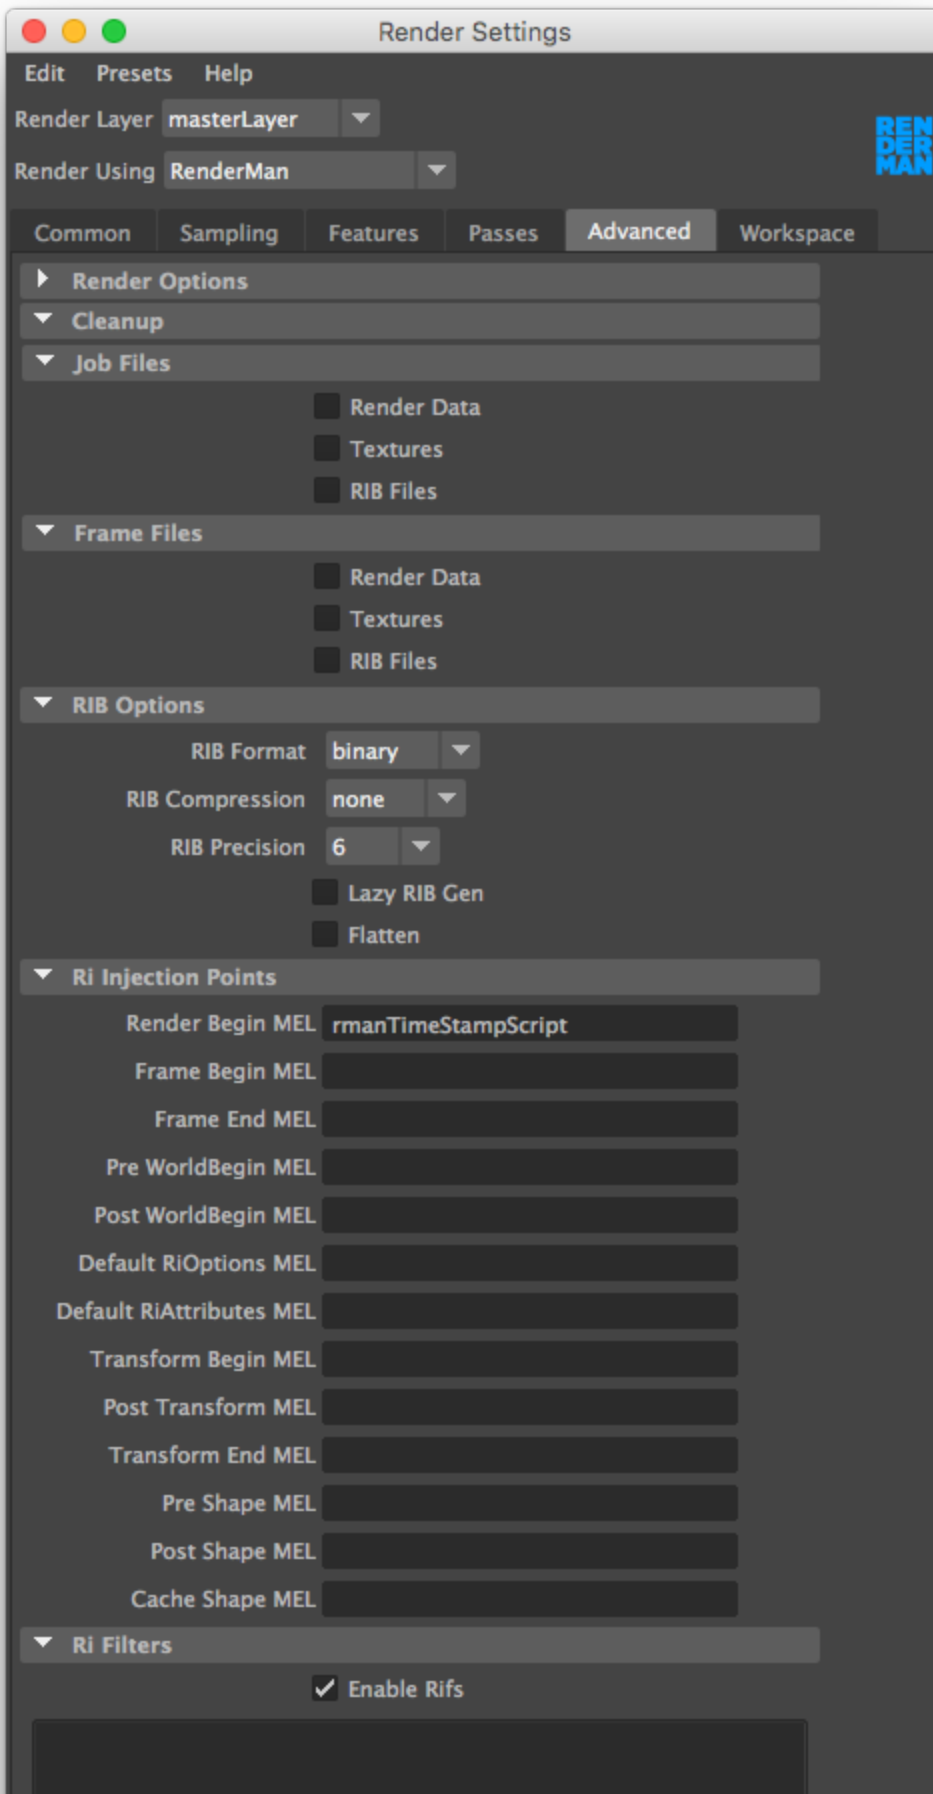 Render Settings
Edit Presets Help
Render Layer masterLayer
Render Using RenderMan
REN
DER
MAN
Common Sampling Features Passes Advanced Workspace
Render Options
Cleanup
Job Files
Render Data
Textures
RIB Files
Frame Files
Render Data
Textures
RIB Files
RIB Options
RIB Format binary
RIB Compression none
RIB Precision 6
Lazy RIB Gen
Flatten
Ri Injection Points
Render Begin MEL rmanTimeStampScript
Frame Begin MEL
Frame End MEL
Pre WorldBegin MEL
Post WorldBegin MEL
Default RiOptions MEL
Default RiAttributes MEL
Transform Begin MEL
Post Transform MEL
Transform End MEL
Pre Shape MEL
Post Shape MEL
Cache Shape MEL
Ri Filters
Enable Rifs